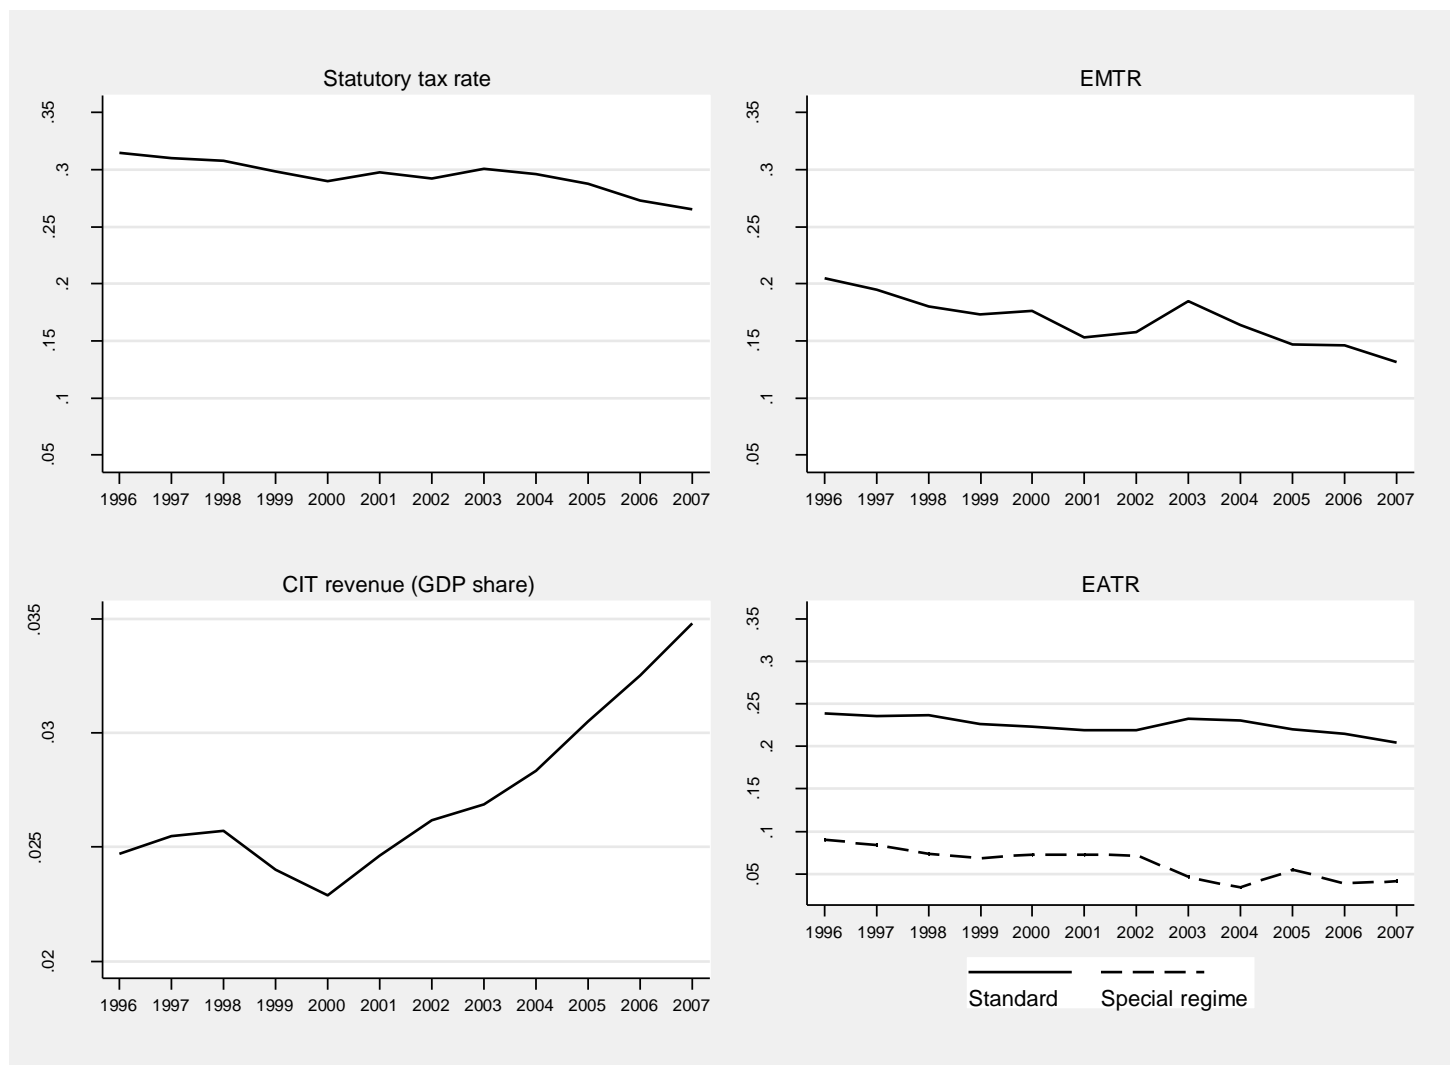 Statutory tax rate
.35
.3
.25
.2
.15
.1
.05
1996 1997 1998 1999 2000 2001 2002 2003 2004 2005 2006 2007
EMTR
.35
.3
.25
.2
.15
.1
.05
1996 1997 1998 1999 2000 2001 2002 2003 2004 2005 2006 2007
CIT revenue (GDP share)
.035
.03
.025
.02
1996 1997 1998 1999 2000 2001 2002 2003 2004 2005 2006 2007
EATR
.35
.3
.25
.2
.15
.1
.05
1996 1997 1998 1999 2000 2001 2002 2003 2004 2005 2006 2007
Standard Special regime